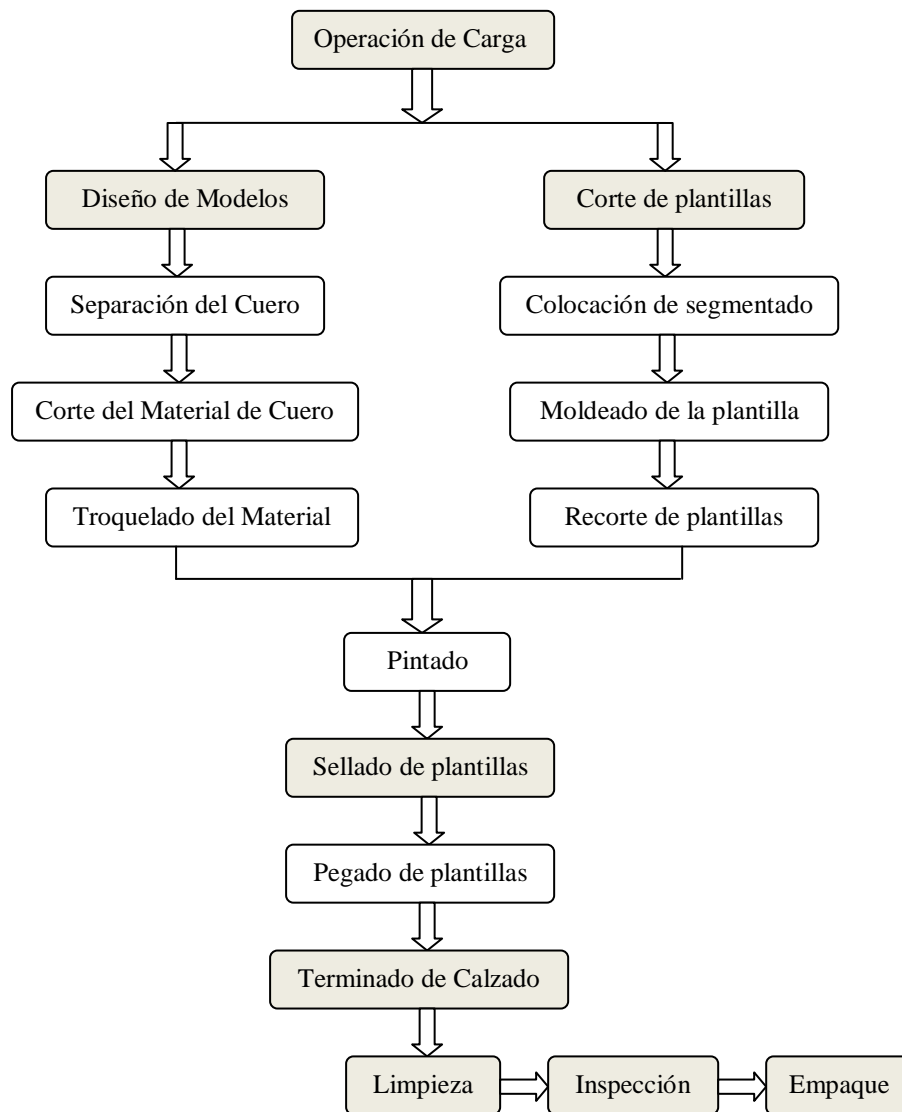 Operación de Carga
Diseño de Modelos
Corte de plantillas
Separación del Cuero
Colocación de segmentado
Corte del Material de Cuero
Moldeado de la plantilla
Troquelado del Material
Recorte de plantillas
Pintado
Sellado de plantillas
Pegado de plantillas
Terminado de Calzado
Limpieza
Inspección
Empaque